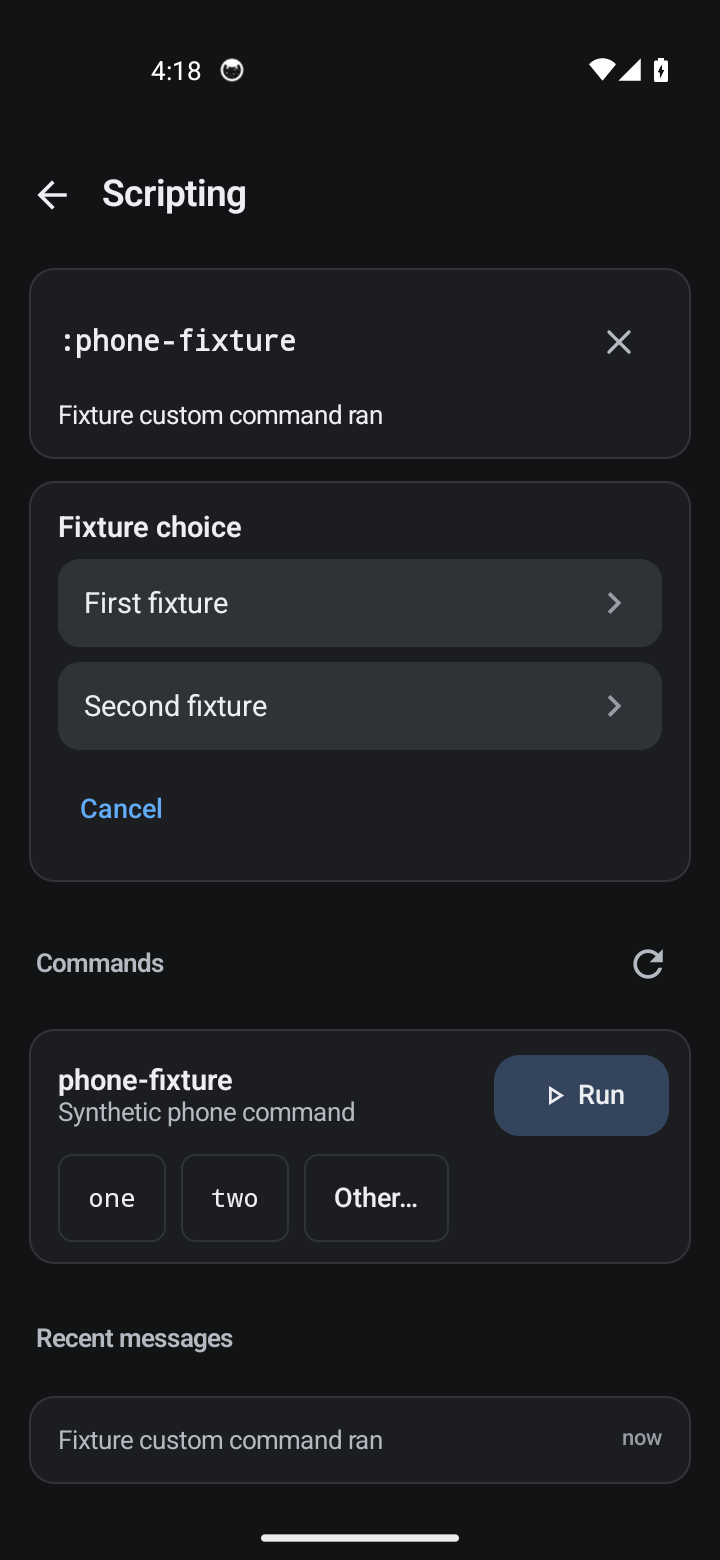 4:18
Scripting
:phone-fixture
Fixture custom command ran
Fixture choice
First fixture
Second fixture
Cancel
Commands
phone-fixture
Synthetic phone command
Run
one
two
Other…
Recent messages
Fixture custom command ran
now